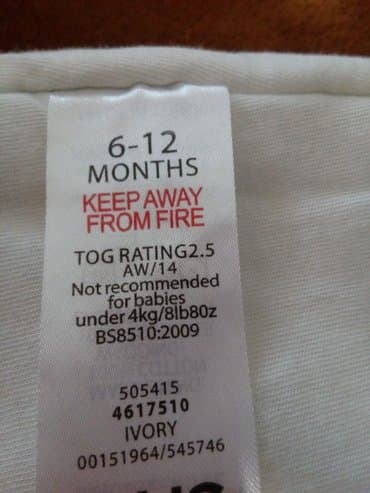 6-12
MONTHS
KEEP AWAY
FROM FIRE
TOG RATING2.5
AW/14
Not recommended
for babies
under 4kg/8lb80z
BS8510:2009
505415
4617510
IVORY
00151964/545746